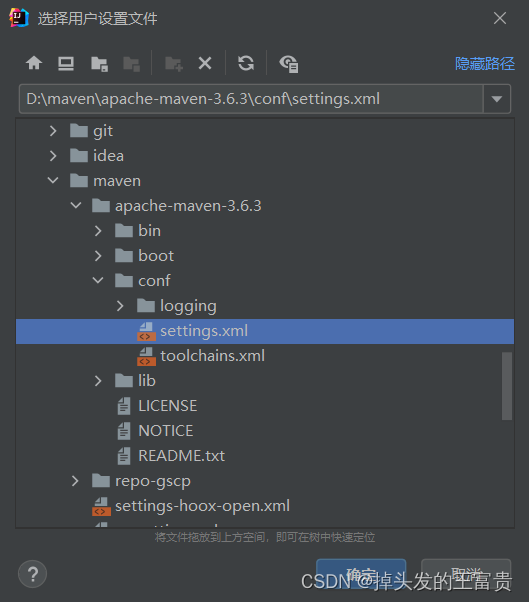 选择用户设置文件
隐藏路径
D:\maven\apache-maven-3.6.3\conf\settings.xml
git
idea
maven
apache-maven-3.6.3
bin
boot
conf
logging
settings.xml
toolchains.xml
lib
LICENSE
NOTICE
README.txt
repo-gscp
settings-hoox-open.xml
将文件拖放到上方空间，即可在树中快速定位
?
确定
取消
CSDN @掉头发的王富贵